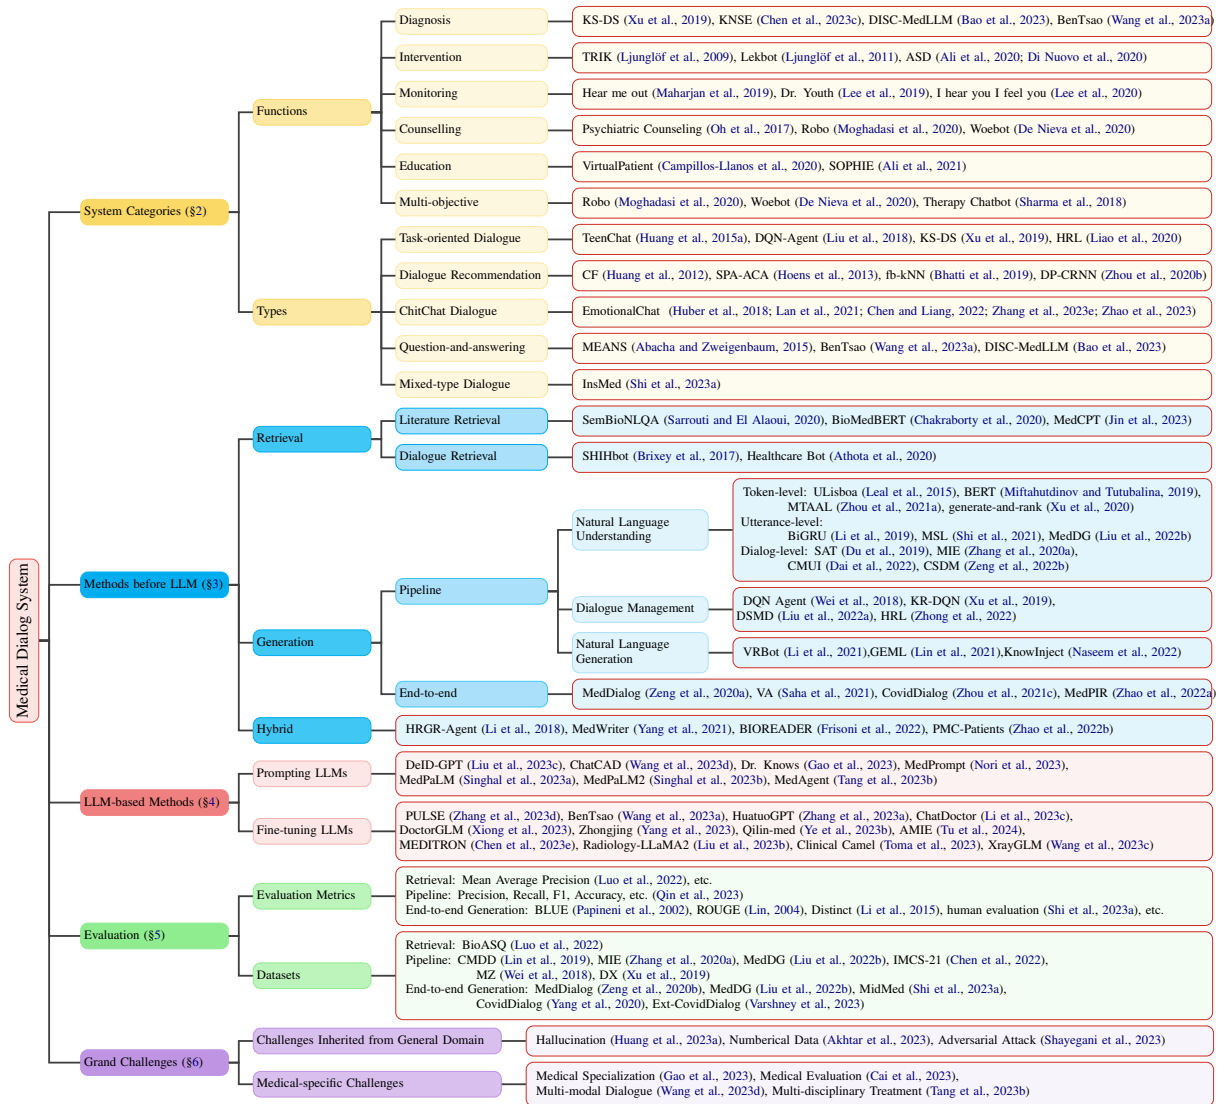 Medical Dialog System
System Categories (§2)
Functions
Diagnosis
KS-DS (Xu et al., 2019), KNSE (Chen et al., 2023c), DISC-MedLLM (Bao et al., 2023), BenTsao (Wang et al., 2023a)
Intervention
TRIK (Ljunglöf et al., 2009), Lekbot (Ljunglöf et al., 2011), ASD (Ali et al., 2020; Di Nuovo et al., 2020)
Monitoring
Hear me out (Maharjan et al., 2019), Dr. Youth (Lee et al., 2019), I hear you I feel you (Lee et al., 2020)
Counselling
Psychiatric Counseling (Oh et al., 2017), Robo (Moghadasi et al., 2020), Woebot (De Nieva et al., 2020)
Education
VirtualPatient (Campillos-Llanos et al., 2020), SOPHIE (Ali et al., 2021)
Multi-objective
Robo (Moghadasi et al., 2020), Woebot (De Nieva et al., 2020), Therapy Chatbot (Sharma et al., 2018)
Types
Task-oriented Dialogue
TeenChat (Huang et al., 2015a), DQN-Agent (Liu et al., 2018), KS-DS (Xu et al., 2019), HRL (Liao et al., 2020)
Dialogue Recommendation
CF (Huang et al., 2012), SPA-ACA (Hoens et al., 2013), fb-kNN (Bhatti et al., 2019), DP-CRNN (Zhou et al., 2020b)
ChitChat Dialogue
EmotionalChat (Huber et al., 2018; Lan et al., 2021; Chen and Liang, 2022; Zhang et al., 2023e; Zhao et al., 2023)
Question-and-answering
MEANS (Abacha and Zweigenbaum, 2015), BenTsao (Wang et al., 2023a), DISC-MedLLM (Bao et al., 2023)
Mixed-type Dialogue
InsMed (Shi et al., 2023a)
Methods before LLM (§3)
Retrieval
Literature Retrieval
SemBioNLQA (Sarrouti and El Alaoui, 2020), BioMedBERT (Chakraborty et al., 2020), MedCPT (Jin et al., 2023)
Dialogue Retrieval
SHIHbot (Brixey et al., 2017), Healthcare Bot (Athota et al., 2020)
Generation
Pipeline
Natural Language
Understanding
Token-level: ULisboa (Leal et al., 2015), BERT (Miftahutdinov and Tutubalina, 2019),
MTAAL (Zhou et al., 2021a), generate-and-rank (Xu et al., 2020)
Utterance-level:
BiGRU (Li et al., 2019), MSL (Shi et al., 2021), MedDG (Liu et al., 2022b)
Dialog-level: SAT (Du et al., 2019), MIE (Zhang et al., 2020a),
CMUI (Dai et al., 2022), CSDM (Zeng et al., 2022b)
Dialogue Management
DQN Agent (Wei et al., 2018), KR-DQN (Xu et al., 2019),
DSMD (Liu et al., 2022a), HRL (Zhong et al., 2022)
Natural Language
Generation
VRBot (Li et al., 2021),GEML (Lin et al., 2021),KnowInject (Naseem et al., 2022)
End-to-end
MedDialog (Zeng et al., 2020a), VA (Saha et al., 2021), CovidDialog (Zhou et al., 2021c), MedPIR (Zhao et al., 2022a)
Hybrid
HRGR-Agent (Li et al., 2018), MedWriter (Yang et al., 2021), BIOREADER (Frisoni et al., 2022), PMC-Patients (Zhao et al., 2022b)
LLM-based Methods (§4)
Prompting LLMs
DeID-GPT (Liu et al., 2023c), ChatCAD (Wang et al., 2023d), Dr. Knows (Gao et al., 2023), MedPrompt (Nori et al., 2023),
MedPaLM (Singhal et al., 2023a), MedPaLM2 (Singhal et al., 2023b), MedAgent (Tang et al., 2023b)
Fine-tuning LLMs
PULSE (Zhang et al., 2023d), BenTsao (Wang et al., 2023a), HuatuoGPT (Zhang et al., 2023a), ChatDoctor (Li et al., 2023c),
DoctorGLM (Xiong et al., 2023), Zhongjing (Yang et al., 2023), Qilin-med (Ye et al., 2023b), AMIE (Tu et al., 2024),
MEDITRON (Chen et al., 2023e), Radiology-LLaMA2 (Liu et al., 2023b), Clinical Camel (Toma et al., 2023), XrayGLM (Wang et al., 2023c)
Evaluation (§5)
Evaluation Metrics
Retrieval: Mean Average Precision (Luo et al., 2022), etc.
Pipeline: Precision, Recall, F1, Accuracy, etc. (Qin et al., 2023)
End-to-end Generation: BLUE (Papineni et al., 2002), ROUGE (Lin, 2004), Distinct (Li et al., 2015), human evaluation (Shi et al., 2023a), etc.
Datasets
Retrieval: BioASQ (Luo et al., 2022)
Pipeline: CMDD (Lin et al., 2019), MIE (Zhang et al., 2020a), MedDG (Liu et al., 2022b), IMCS-21 (Chen et al., 2022),
MZ (Wei et al., 2018), DX (Xu et al., 2019)
End-to-end Generation: MedDialog (Zeng et al., 2020b), MedDG (Liu et al., 2022b), MidMed (Shi et al., 2023a),
CovidDialog (Yang et al., 2020), Ext-CovidDialog (Varshney et al., 2023)
Grand Challenges (§6)
Challenges Inherited from General Domain
Hallucination (Huang et al., 2023a), Numberical Data (Akhtar et al., 2023), Adversarial Attack (Shayegani et al., 2023)
Medical-specific Challenges
Medical Specialization (Gao et al., 2023), Medical Evaluation (Cai et al., 2023),
Multi-modal Dialogue (Wang et al., 2023d), Multi-disciplinary Treatment (Tang et al., 2023b)